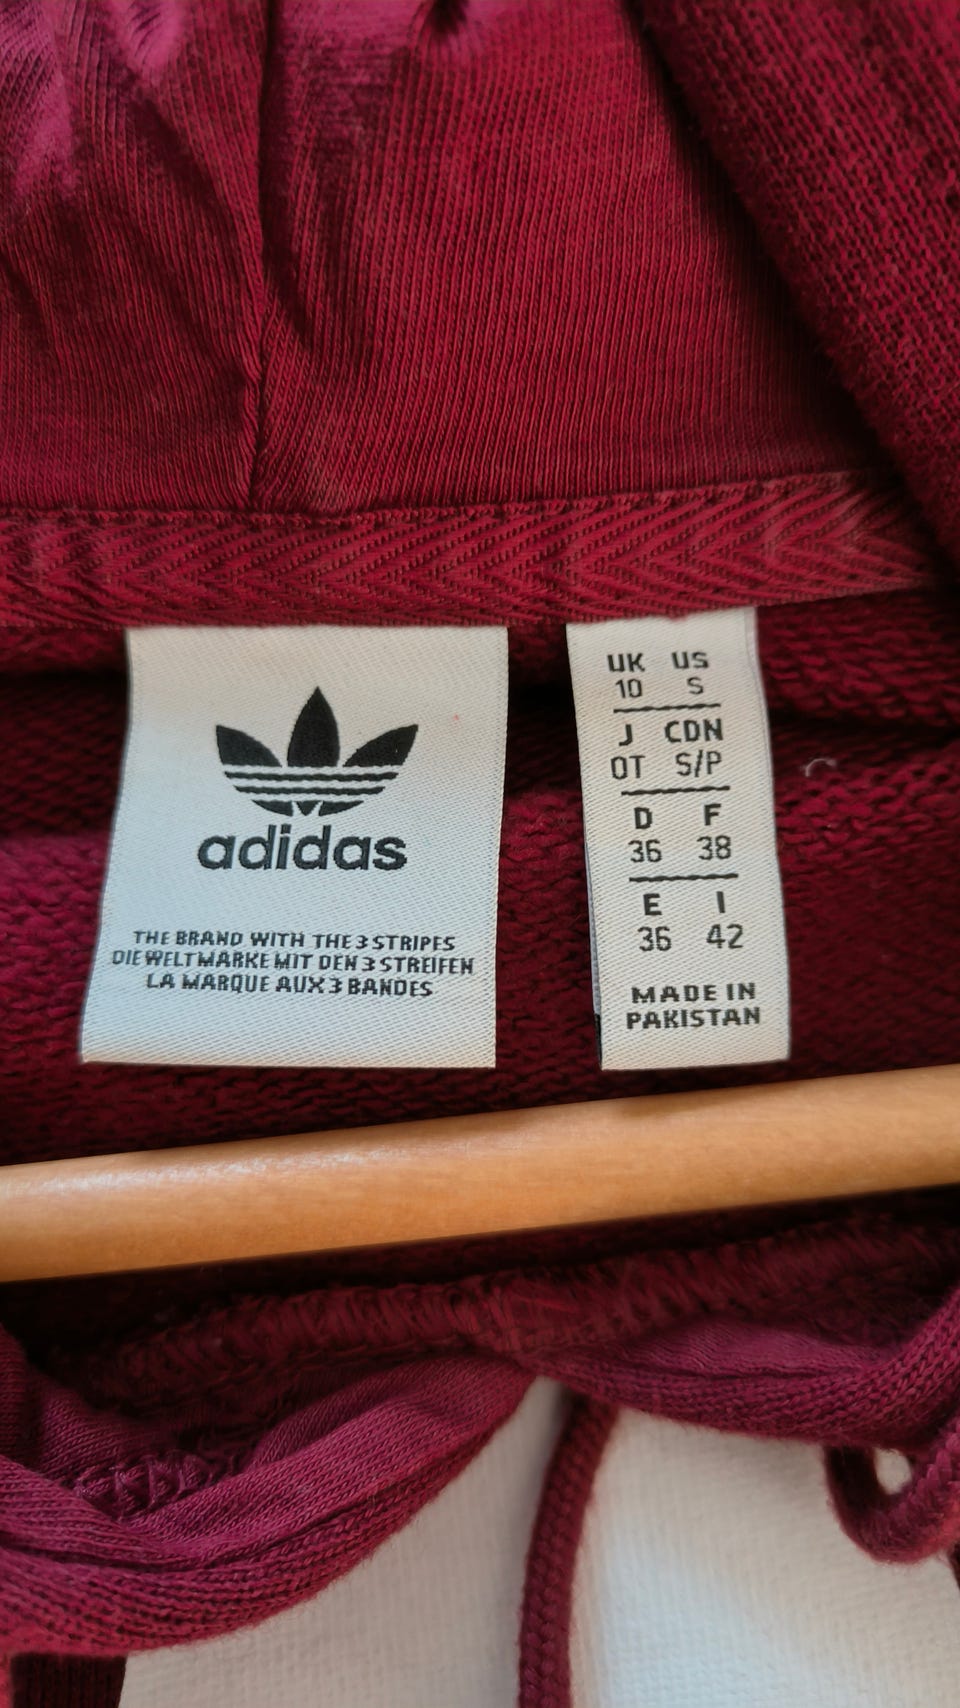 adidas
THE BRAND WITH THE 3 STRIPES
DIE WELTMARKE MIT DEN 3 STREIFEN
LA MARQUE AUX 3 BANDES
UK US
10 S
J CDN
OT S/P
D F
36 38
E I
36 42
MADE IN
PAKISTAN